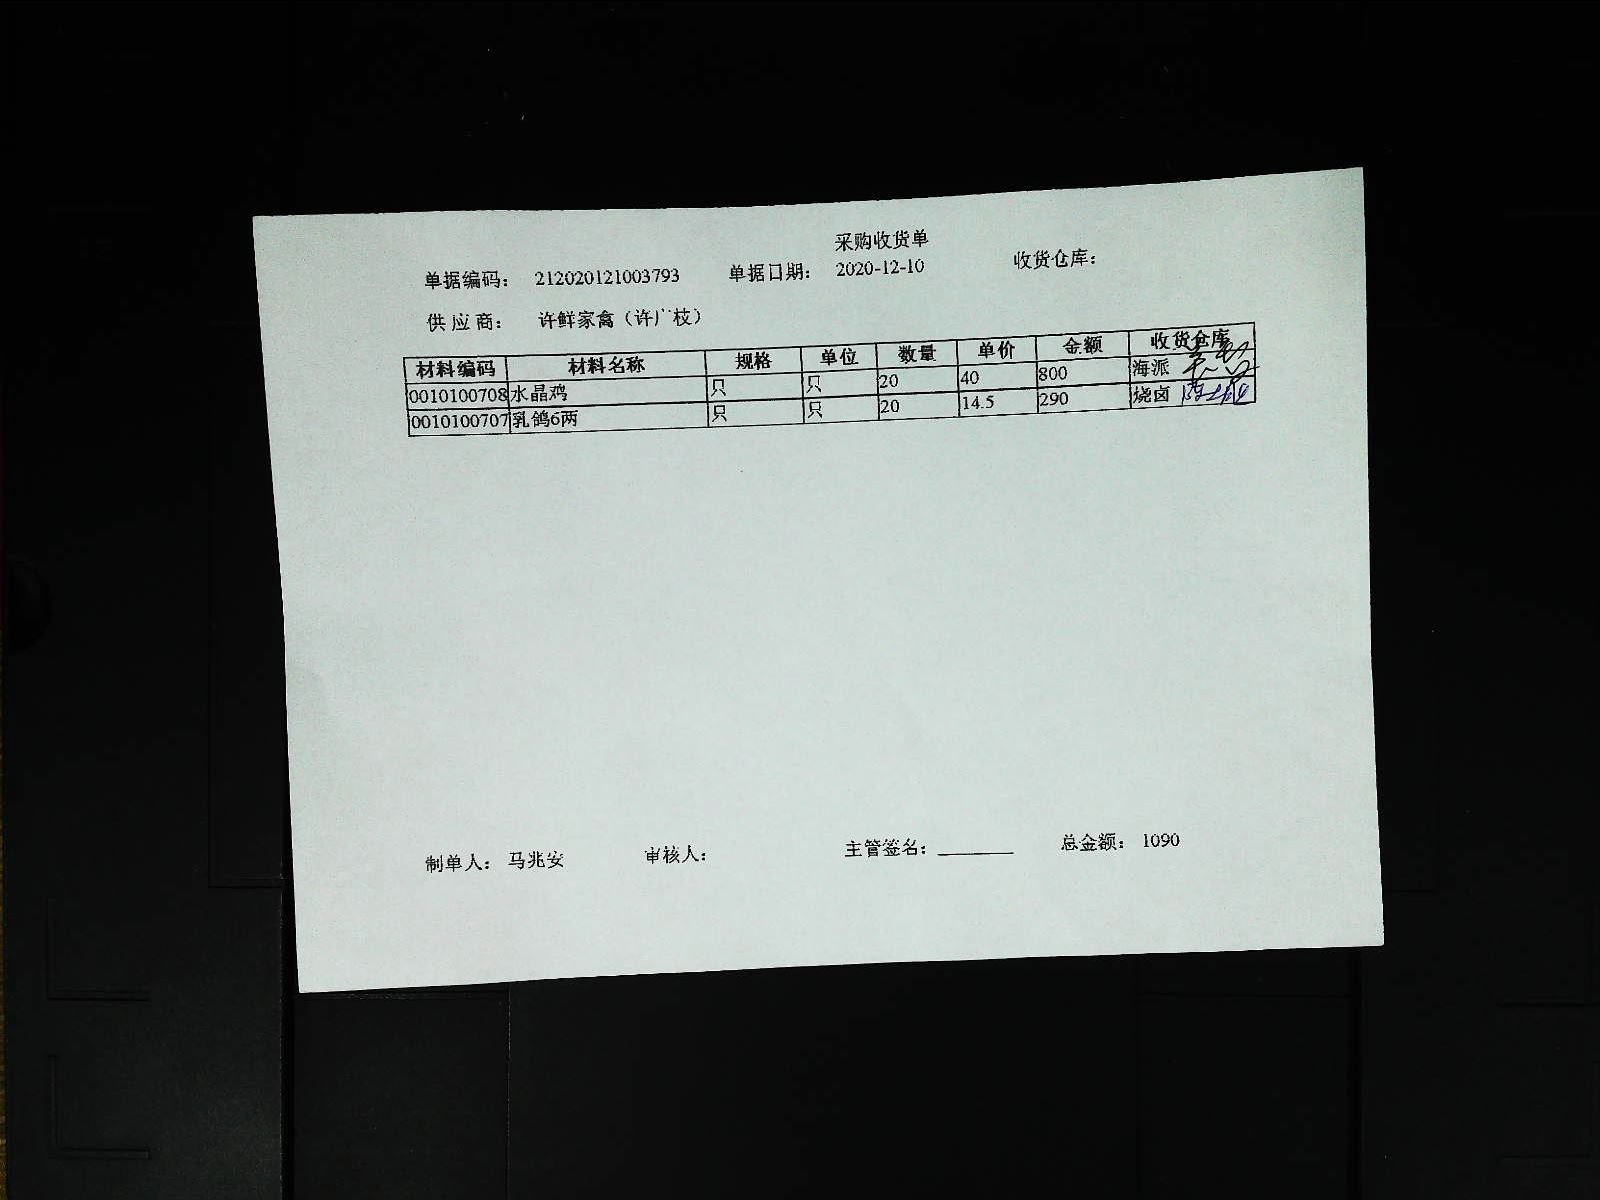 采购收货单
单据编码： 212020121003793 单据日期： 2020-12-10 收货仓库：
供 应 商： 许鲜家禽（许广枝）
材料编码 材料名称 规格 单位 数量 单价 金额 收货仓库
0010100708 水晶鸡 只 只 20 40 800 海派
0010100707 乳鸽6两 只 只 20 14.5 290 烧卤
制单人： 马兆安 审核人： 主管签名： 总金额： 1090